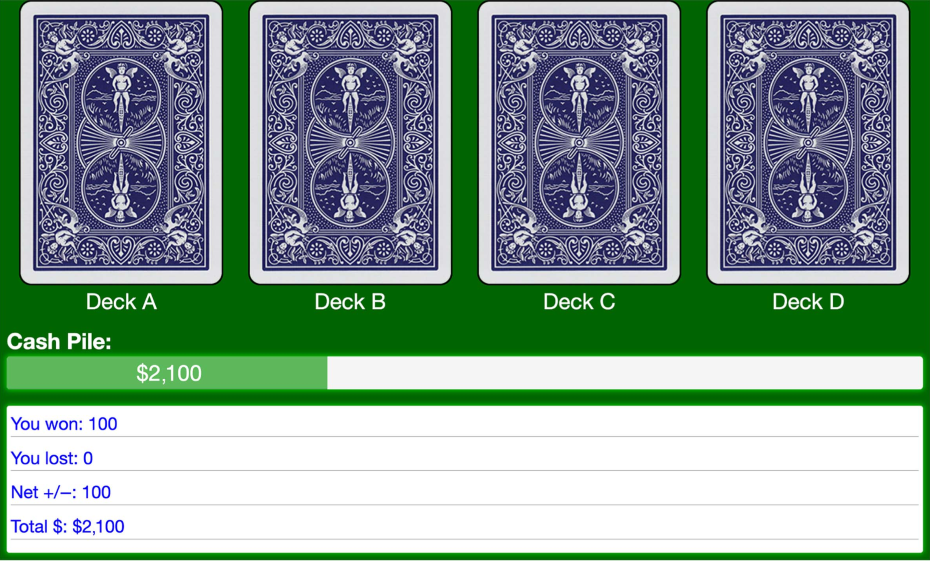 Deck A Deck B Deck C Deck D
Cash Pile:
$2,100
You won: 100
You lost: 0
Net +/–: 100
Total $: $2,100